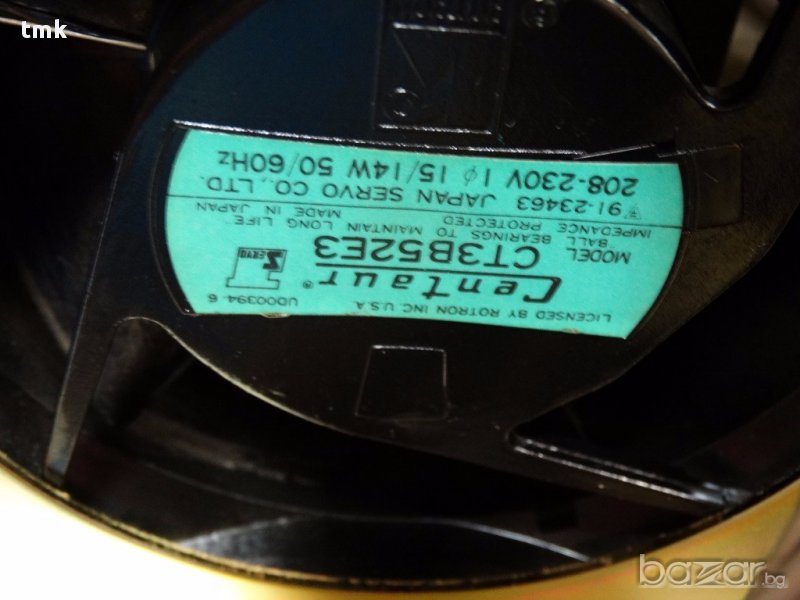 tmk
LICENSED BY ROTRON INC. U.S.A.
Centaur ®
UD000394-6
SERVO
MODEL CT3B52E3
BALL BEARINGS TO MAINTAIN LONG LIFE
IMPEDANCE PROTECTED MADE IN JAPAN
91-23463 JAPAN SERVO CO., LTD.
208-230V 1φ 15/14W 50/60Hz
bazar.bg